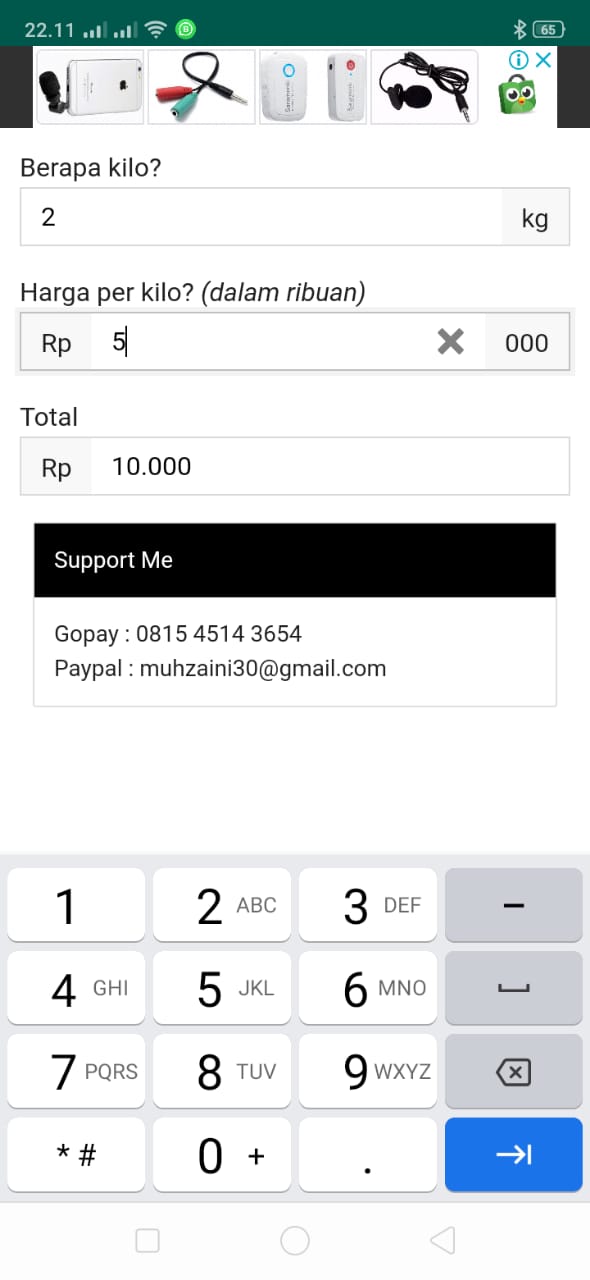 22.11
65
Berapa kilo?
2 kg
Harga per kilo? (dalam ribuan)
Rp 5 000
Total
Rp 10.000
Support Me
Gopay : 0815 4514 3654
Paypal : muhzaini30@gmail.com
1 2 ABC 3 DEF -
4 GHI 5 JKL 6 MNO
7 PQRS 8 TUV 9 WXYZ
* # 0 + .